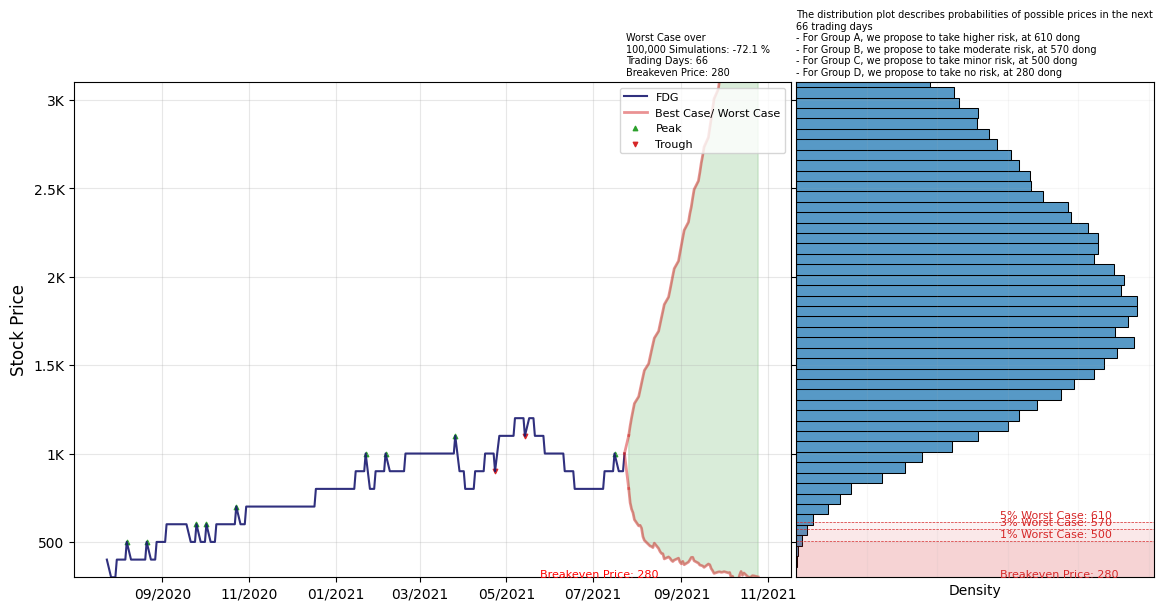 Worst Case over
100,000 Simulations: -72.1 %
Trading Days: 66
Breakeven Price: 280
The distribution plot describes probabilities of possible prices in the next
66 trading days
- For Group A, we propose to take higher risk, at 610 dong
- For Group B, we propose to take moderate risk, at 570 dong
- For Group C, we propose to take minor risk, at 500 dong
- For Group D, we propose to take no risk, at 280 dong
FDG
Best Case/ Worst Case
Peak
Trough
Stock Price
3K
2.5K
2K
1.5K
1K
500
09/2020
11/2020
01/2021
03/2021
05/2021
07/2021
09/2021
11/2021
Breakeven Price: 280
5% Worst Case: 610
3% Worst Case: 570
1% Worst Case: 500
Breakeven Price: 280
Density